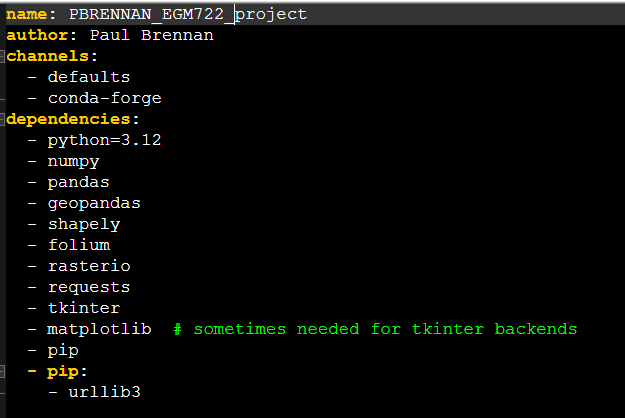 name: PBRENNAN_EGM722_project
author: Paul Brennan
channels:
  - defaults
  - conda-forge
dependencies:
  - python=3.12
  - numpy
  - pandas
  - geopandas
  - shapely
  - folium
  - rasterio
  - requests
  - tkinter
  - matplotlib  # sometimes needed for tkinter backends
  - pip
  - pip:
    - urllib3